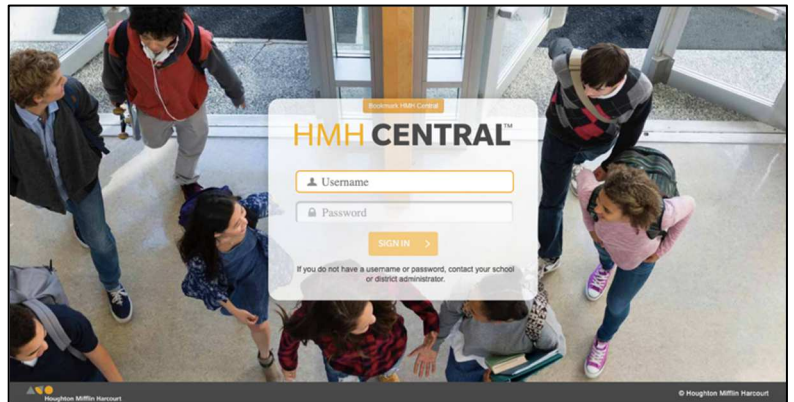 Bookmark HMH Central
HMH CENTRAL™
Username
Password
SIGN IN >
If you do not have a username or password, contact your school
or district administrator.
Houghton Mifflin Harcourt
© Houghton Mifflin Harcourt